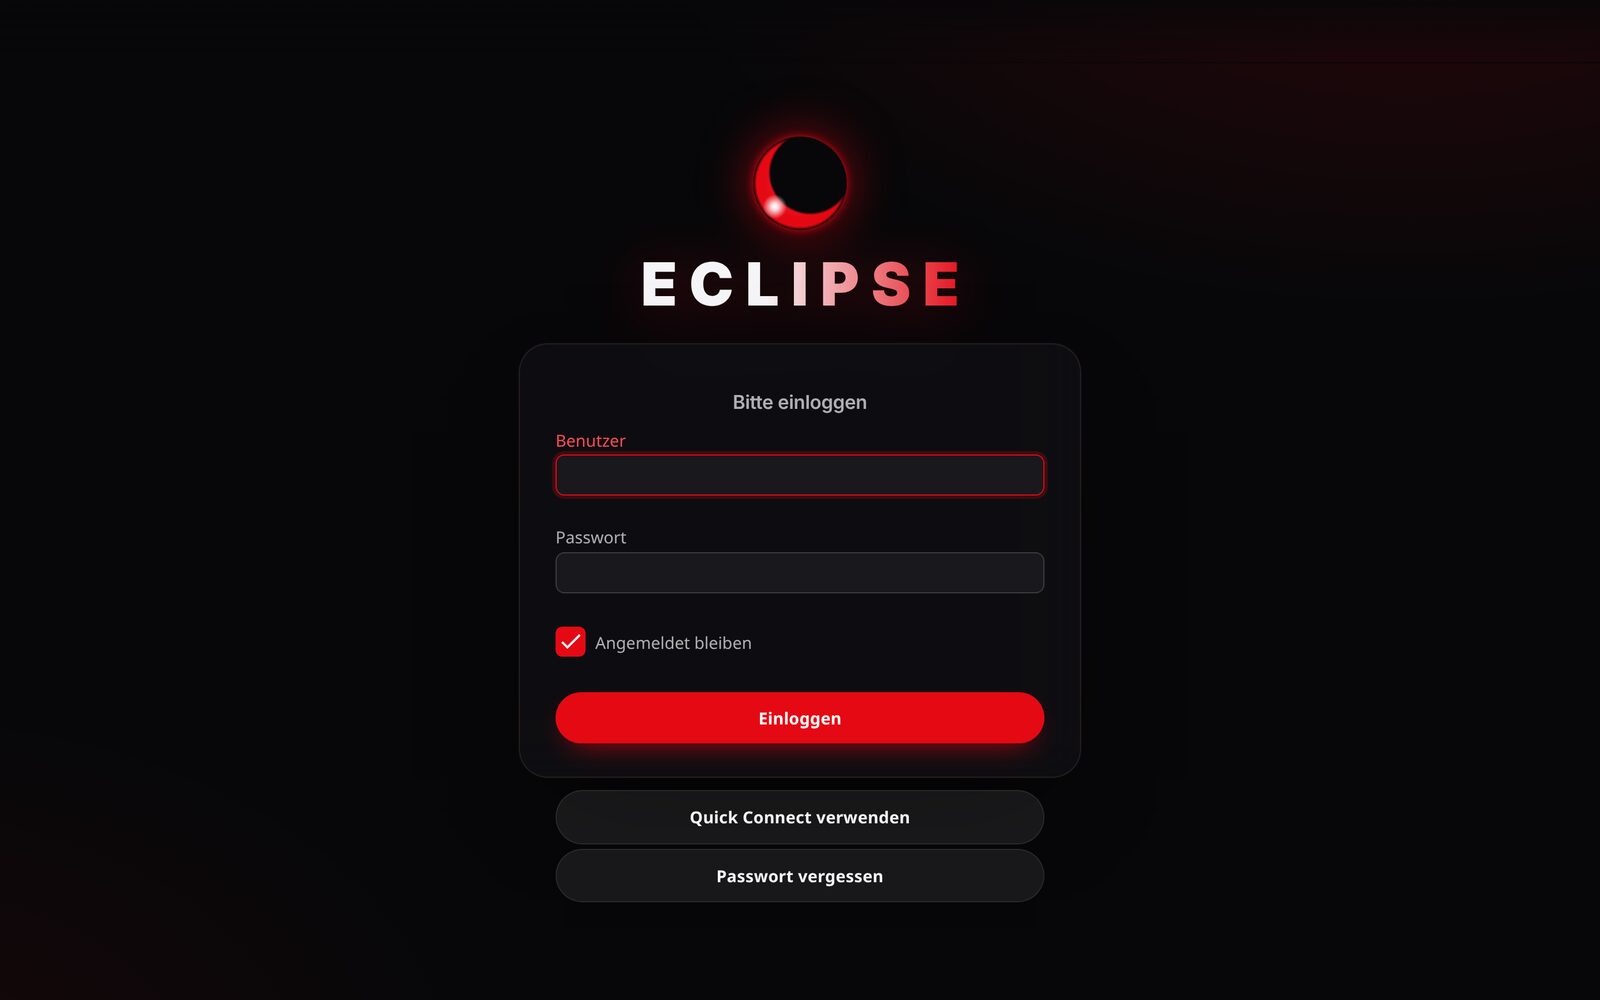 ECLIPSE
Bitte einloggen
Benutzer
Passwort
Angemeldet bleiben
Einloggen
Quick Connect verwenden
Passwort vergessen